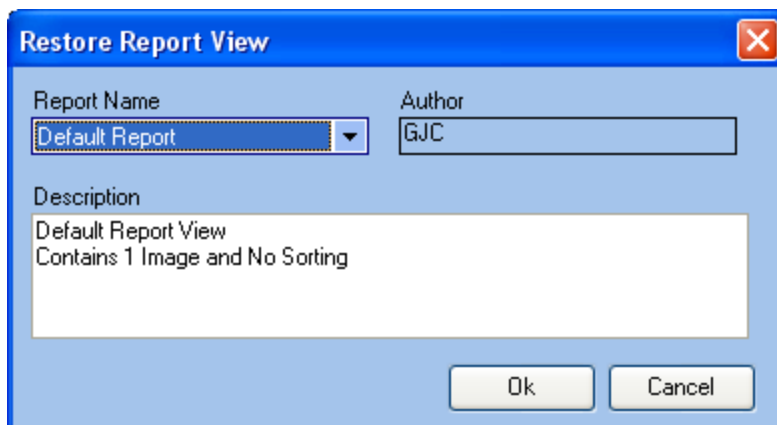 Restore Report View
Report Name
Author
Default Report
GJC
Description
Default Report View
Contains 1 Image and No Sorting
Ok
Cancel